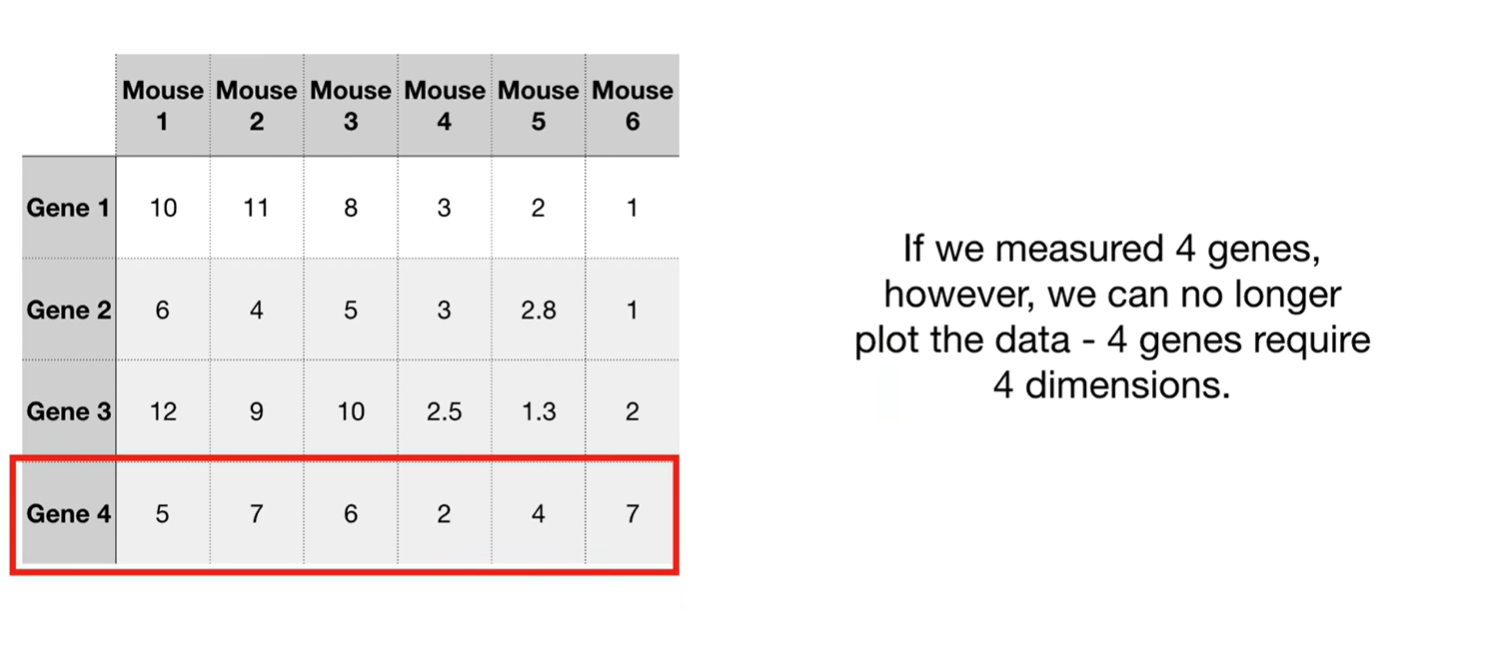 Mouse 1 Mouse 2 Mouse 3 Mouse 4 Mouse 5 Mouse 6
Gene 1 10 11 8 3 2 1
Gene 2 6 4 5 3 2.8 1
Gene 3 12 9 10 2.5 1.3 2
Gene 4 5 7 6 2 4 7
If we measured 4 genes,
however, we can no longer
plot the data - 4 genes require
4 dimensions.